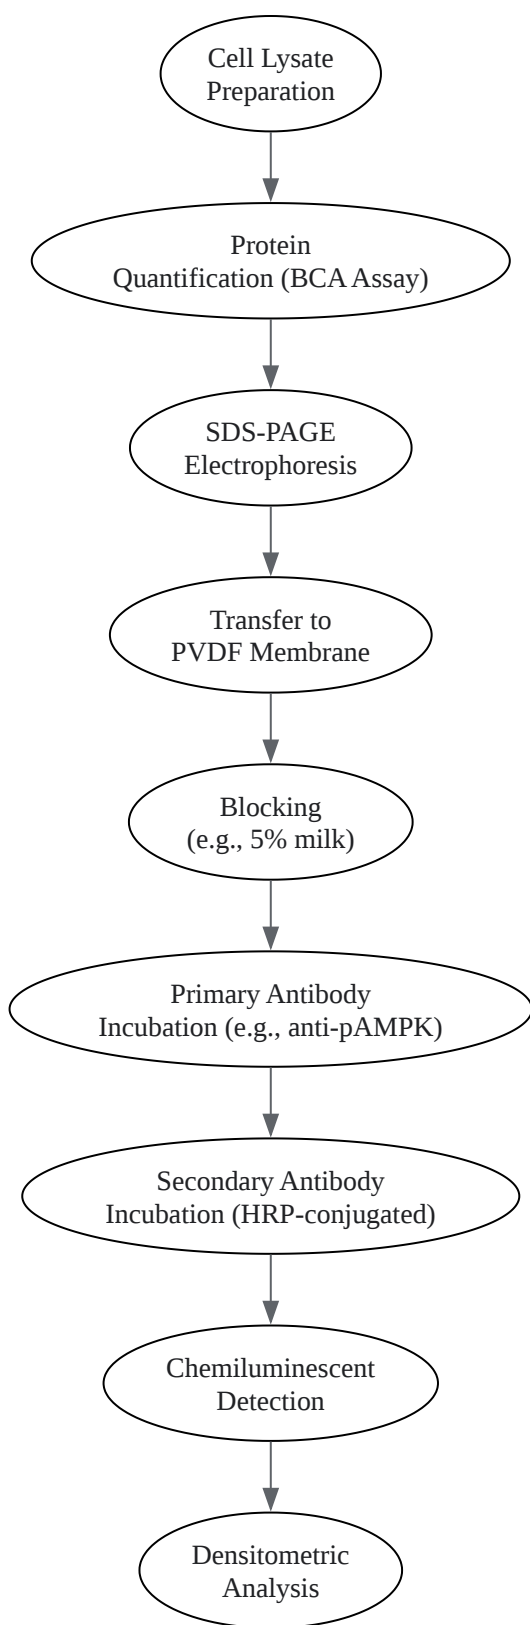 Cell Lysate
Preparation
Protein
Quantification (BCA Assay)
SDS-PAGE
Electrophoresis
Transfer to
PVDF Membrane
Blocking
(e.g., 5% milk)
Primary Antibody
Incubation (e.g., anti-pAMPK)
Secondary Antibody
Incubation (HRP-conjugated)
Chemiluminescent
Detection
Densitometric
Analysis